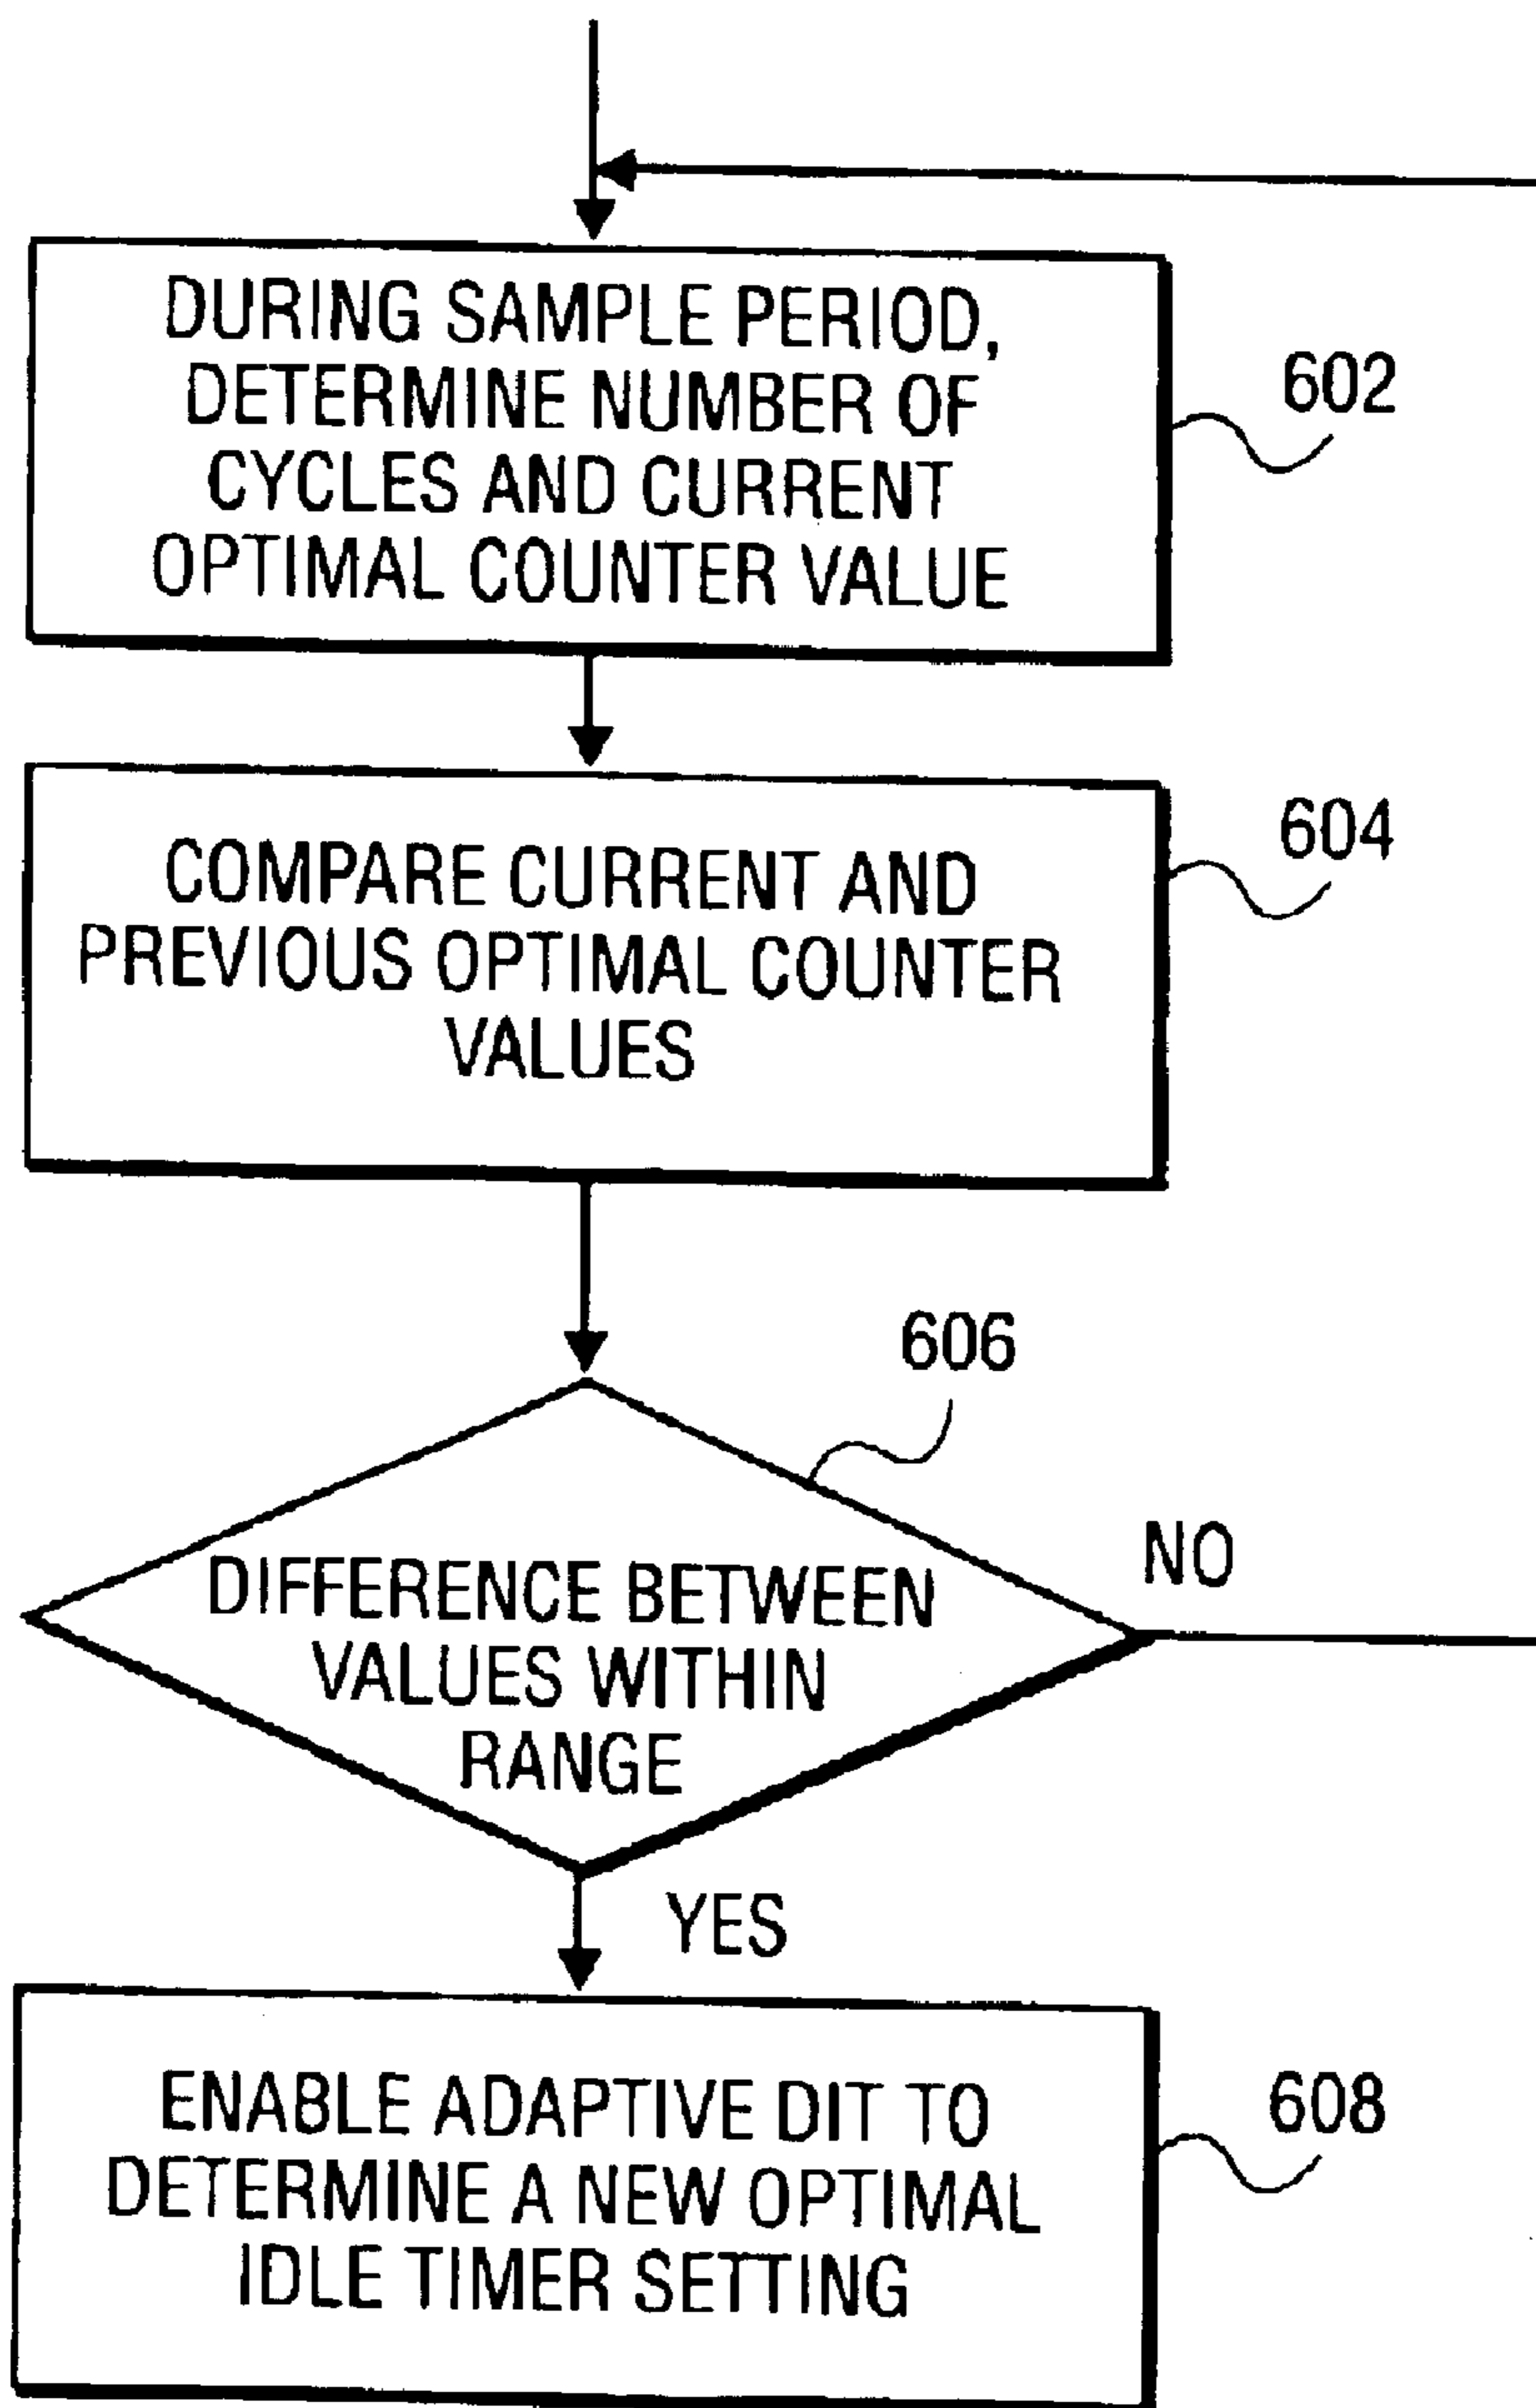 DURING SAMPLE PERIOD,
DETERMINE NUMBER OF
CYCLES AND CURRENT
OPTIMAL COUNTER VALUE
602
COMPARE CURRENT AND
PREVIOUS OPTIMAL COUNTER
VALUES
604
606
DIFFERENCE BETWEEN
VALUES WITHIN
RANGE
NO
YES
ENABLE ADAPTIVE DIT TO
DETERMINE A NEW OPTIMAL
IDLE TIMER SETTING
608